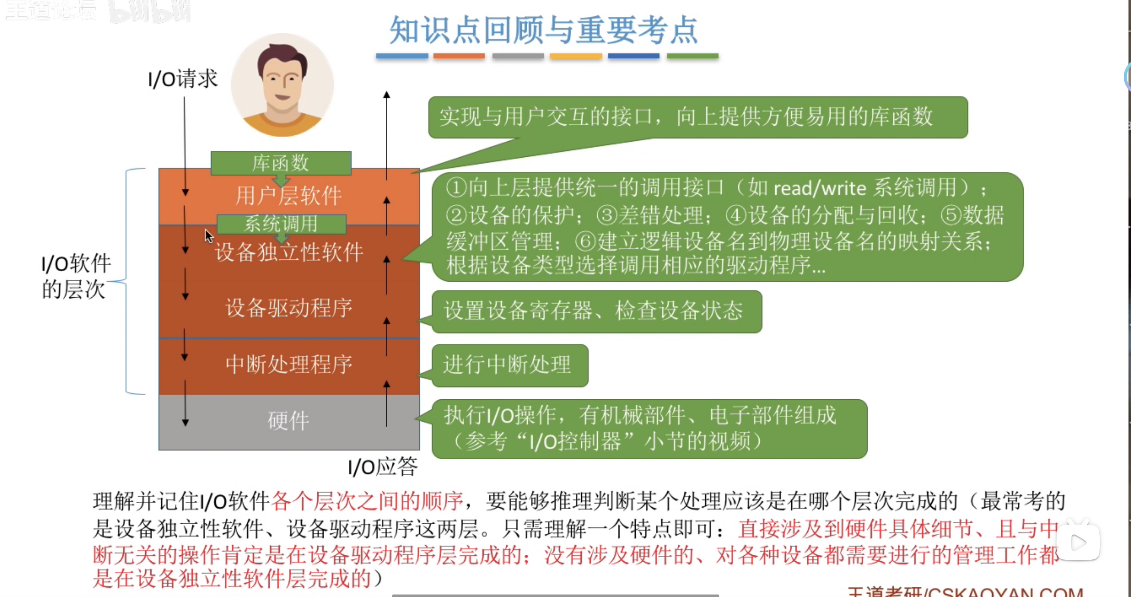 王道论坛 bilibili
知识点回顾与重要考点
I/O请求
实现与用户交互的接口，向上提供方便易用的库函数
库函数
用户层软件
系统调用
设备独立性软件
①向上层提供统一的调用接口（如 read/write 系统调用）；
②设备的保护；③差错处理；④设备的分配与回收；⑤数据
缓冲区管理；⑥建立逻辑设备名到物理设备名的映射关系；
根据设备类型选择调用相应的驱动程序...
I/O软件
的层次
设备驱动程序
设置设备寄存器、检查设备状态
中断处理程序
进行中断处理
硬件
执行I/O操作，有机械部件、电子部件组成
（参考“I/O控制器”小节的视频）
I/O应答
理解并记住I/O软件各个层次之间的顺序，要能够推理判断某个处理应该是在哪个层次完成的（最常考的
是设备独立性软件、设备驱动程序这两层。只需理解一个特点即可：直接涉及到硬件具体细节、且与中
断无关的操作肯定是在设备驱动程序层完成的；没有涉及硬件的、对各种设备都需要进行的管理工作都
是在设备独立性软件层完成的）
王道考研/CSKAOYAN.COM